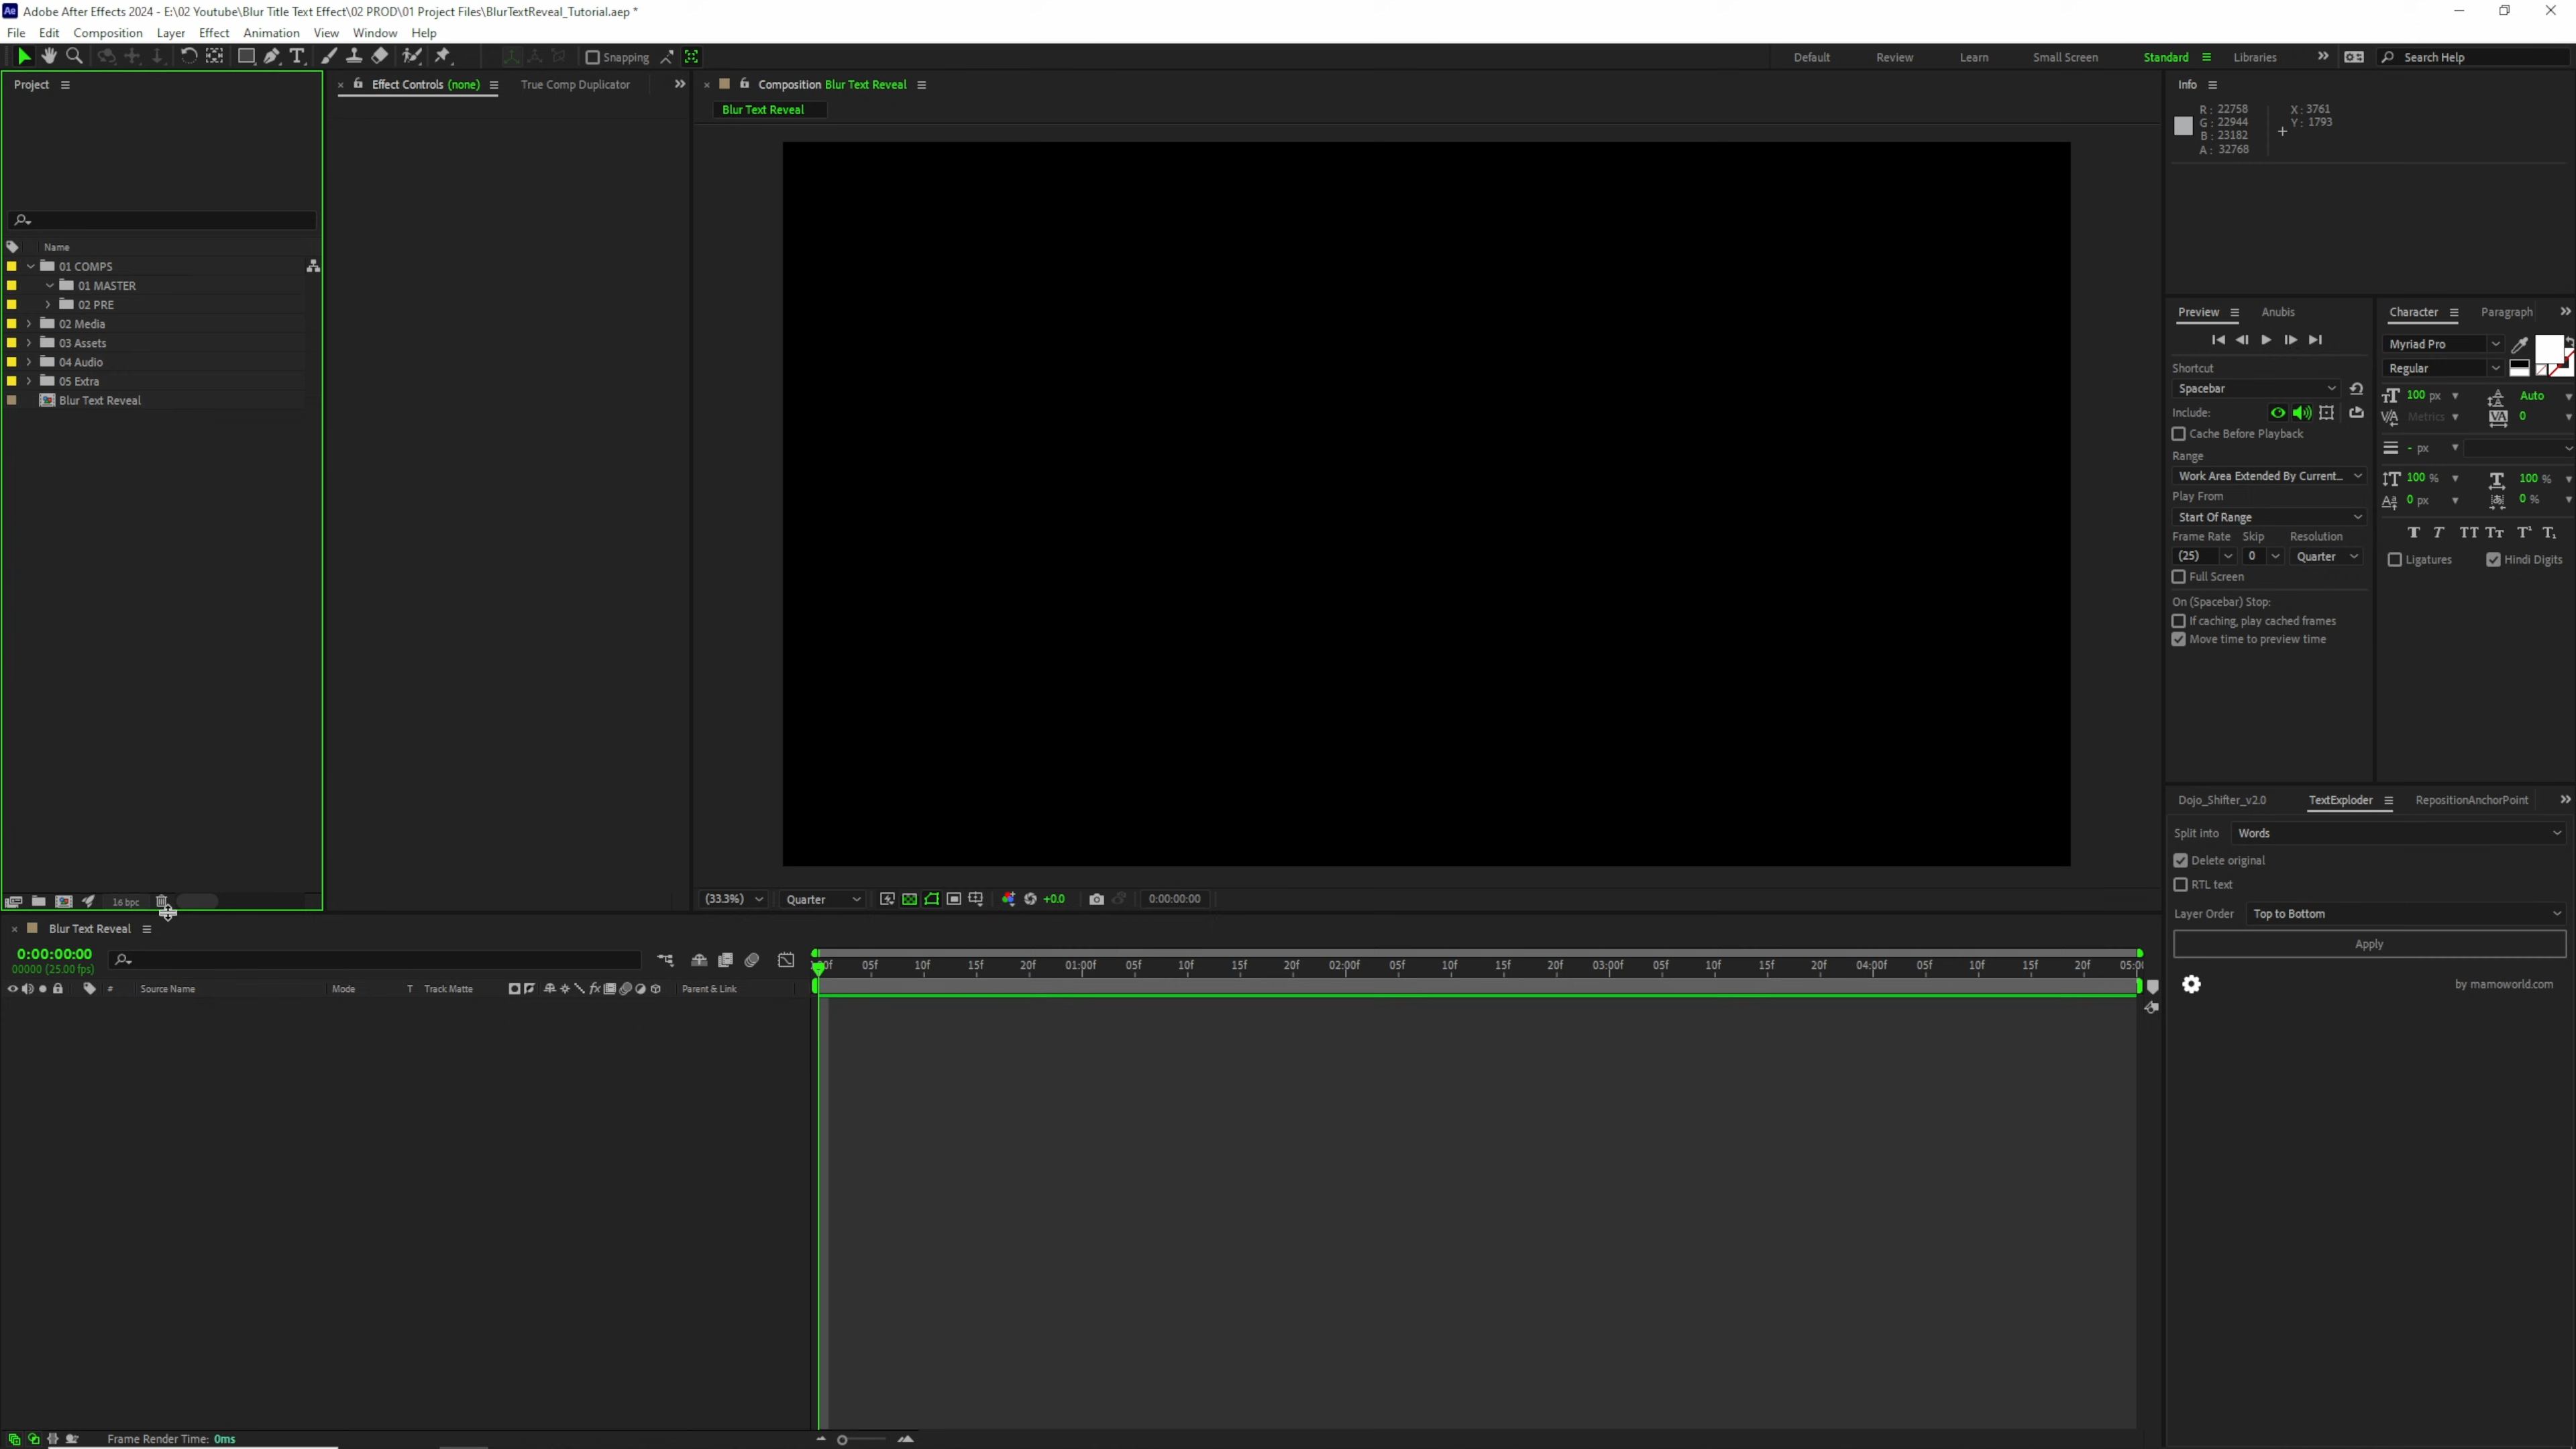 Adobe After Effects 2024 - E:\02 Youtube\Blur Title Text Effect\02 PROD\01 Project Files\BlurTextReveal_Tutorial.aep *
File Edit Composition Layer Effect Animation View Window Help
Snapping
Default Review Learn Small Screen Standard Libraries Search Help
Project
Effect Controls (none) True Comp Duplicator
Composition Blur Text Reveal
Blur Text Reveal
Info
R: 22758
G: 22944
B: 23182
A: 32768
X: 3761
Y: 1793
Name
01 COMPS
01 MASTER
02 PRE
02 Media
03 Assets
04 Audio
05 Extra
Blur Text Reveal
16 bpc
(33.3%) Quarter +0.0 0:00:00:00
Preview Anubis
Shortcut
Spacebar
Include:
Cache Before Playback
Range
Work Area Extended By Current...
Play From
Start Of Range
Frame Rate Skip Resolution
(25) 0 Quarter
Full Screen
On (Spacebar) Stop:
If caching, play cached frames
Move time to preview time
Character Paragraph
Myriad Pro
Regular
100 px Auto
Metrics 0
- px
100 % 100 %
0 px 0 %
Ligatures Hindi Digits
Dojo_Shifter_v2.0 TextExploder RepositionAnchorPoint
Split into Words
Delete original
RTL text
Layer Order Top to Bottom
Apply
by mamoworld.com
Blur Text Reveal
0:00:00:00
00000 (25.00 fps)
# Source Name Mode T Track Matte Parent & Link
05f 10f 15f 20f 01:00f 05f 10f 15f 20f 02:00f 05f 10f 15f 20f 03:00f 05f 10f 15f 20f 04:00f 05f 10f 15f 20f
Frame Render Time: 0ms